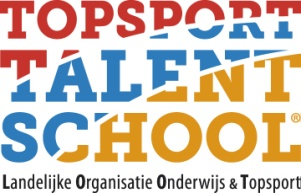 TOPSPORT
TALENT
SCHOOL®
Landelijke Organisatie Onderwijs & Topsport